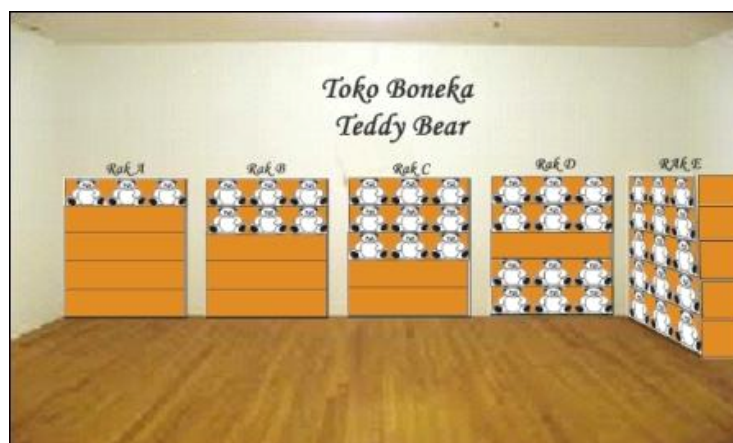 Toko Boneka
Teddy Bear
Rak A
Rak B
Rak C
Rak D
RAk E